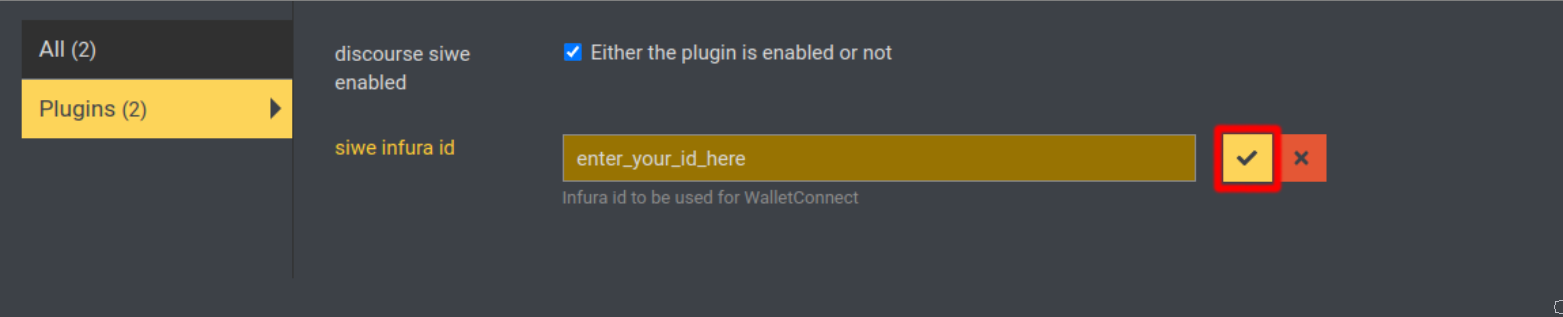 All (2)
Plugins (2)
discourse siwe
enabled
Either the plugin is enabled or not
siwe infura id
enter_your_id_here
Infura id to be used for WalletConnect